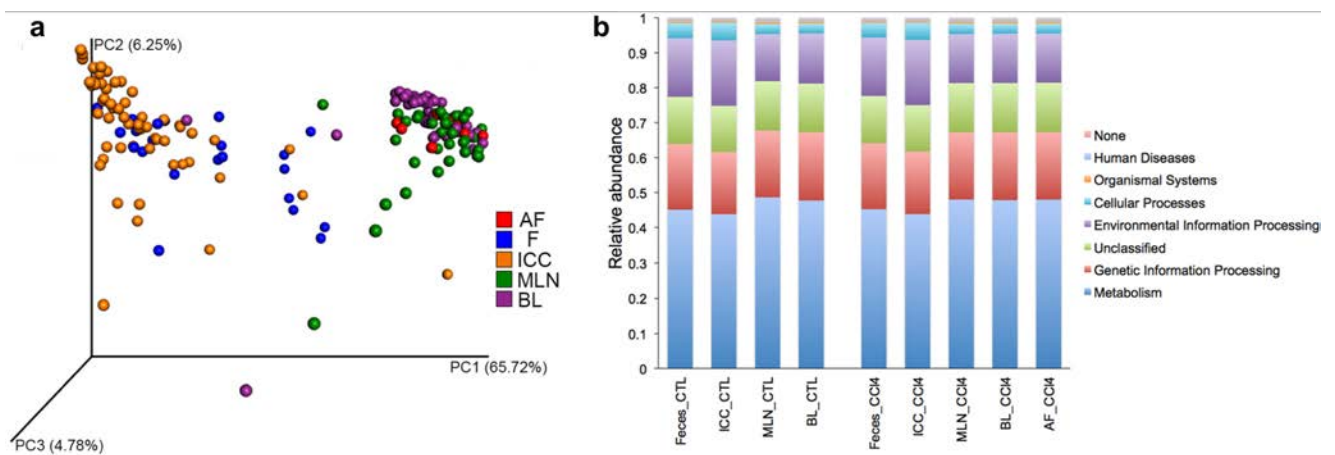 a
PC2 (6.25%)
AF
F
ICC
MLN
BL
PC1 (65.72%)
PC3 (4.78%)
b
Relative abundance
1
0.9
0.8
0.7
0.6
0.5
0.4
0.3
0.2
0.1
0
Feces_CTL
ICC_CTL
MLN_CTL
BL_CTL
Feces_CCl4
ICC_CCl4
MLN_CCl4
BL_CCl4
AF_CCl4
None
Human Diseases
Organismal Systems
Cellular Processes
Environmental Information Processing
Unclassified
Genetic Information Processing
Metabolism